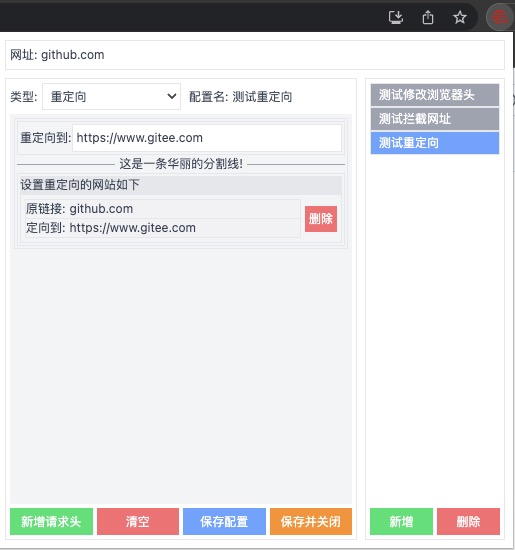 网址: github.com
类型: 重定向 配置名: 测试重定向
重定向到: https://www.gitee.com
这是一条华丽的分割线!
设置重定向的网站如下
原链接: github.com
定向到: https://www.gitee.com
删除
新增请求头 清空 保存配置 保存并关闭
测试修改浏览器头
测试拦截网址
测试重定向
新增 删除